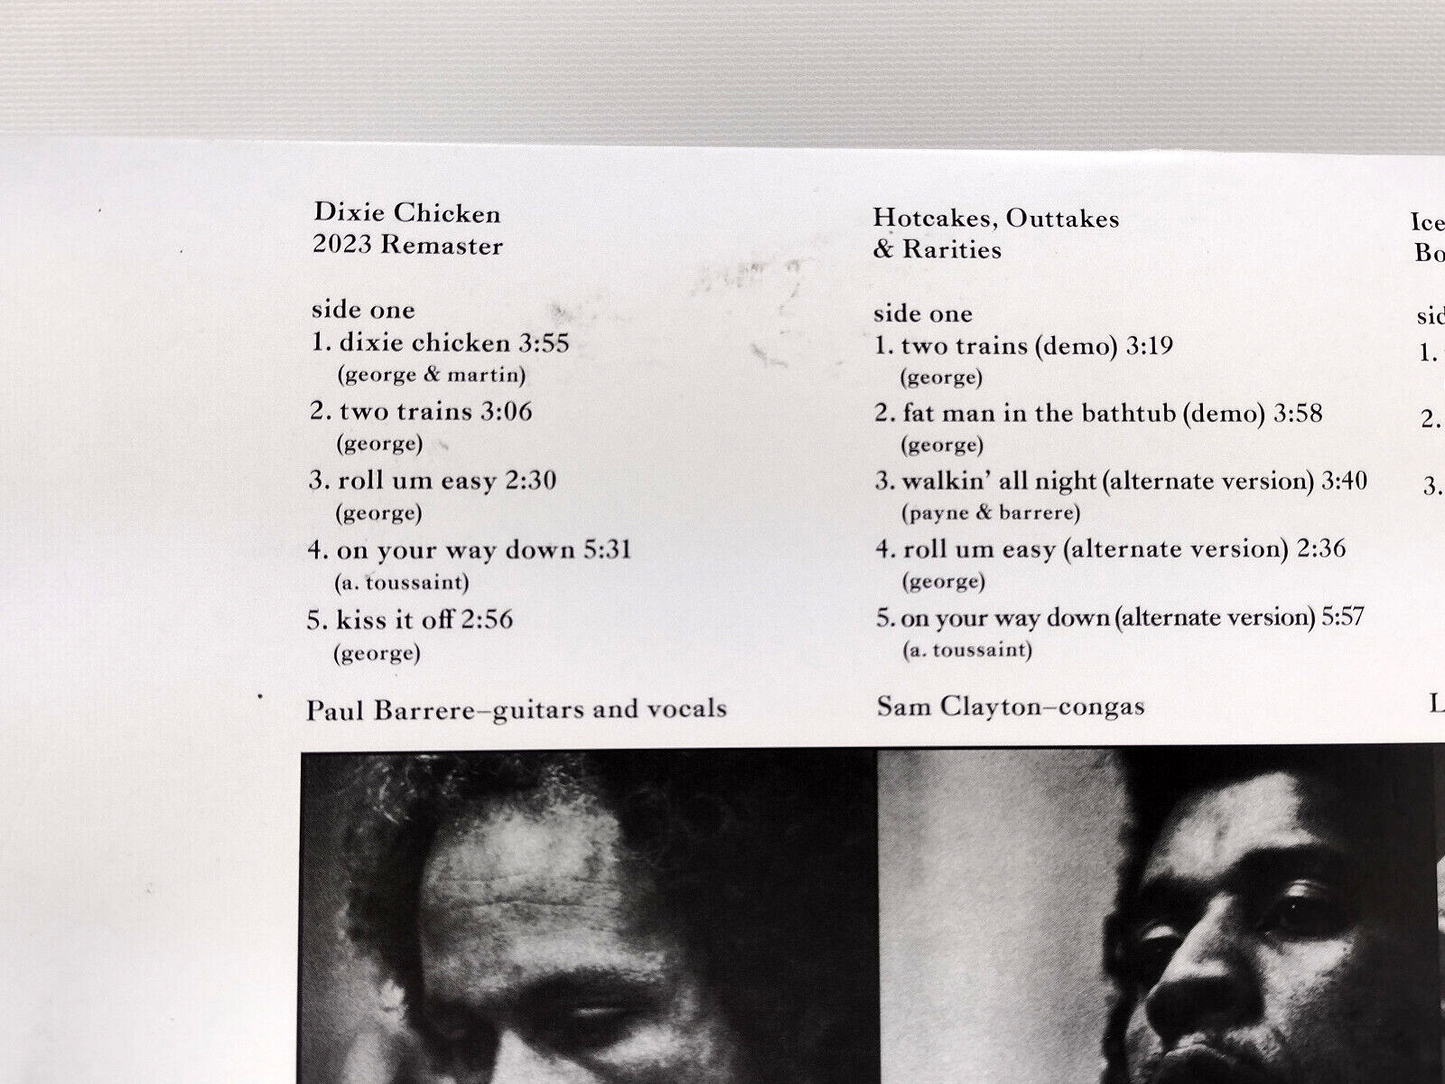 Dixie Chicken
2023 Remaster
side one
1. dixie chicken 3:55
(george & martin)
2. two trains 3:06
(george)
3. roll um easy 2:30
(george)
4. on your way down 5:31
(a. toussaint)
5. kiss it off 2:56
(george)
Paul Barrere–guitars and vocals
Hotcakes, Outtakes
& Rarities
side one
1. two trains (demo) 3:19
(george)
2. fat man in the bathtub (demo) 3:58
(george)
3. walkin’ all night (alternate version) 3:40
(payne & barrere)
4. roll um easy (alternate version) 2:36
(george)
5. on your way down (alternate version) 5:57
(a. toussaint)
Sam Clayton–congas
Ice
1.
2.
3.